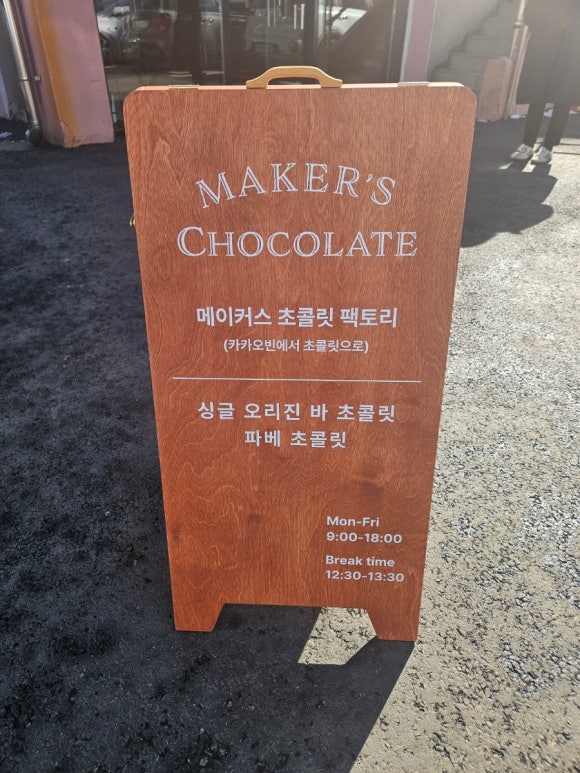 MAKER'S
CHOCOLATE
메이커스 초콜릿 팩토리
(카카오빈에서 초콜릿으로)
싱글 오리진 바 초콜릿
파베 초콜릿
Mon-Fri
9:00-18:00
Break time
12:30-13:30